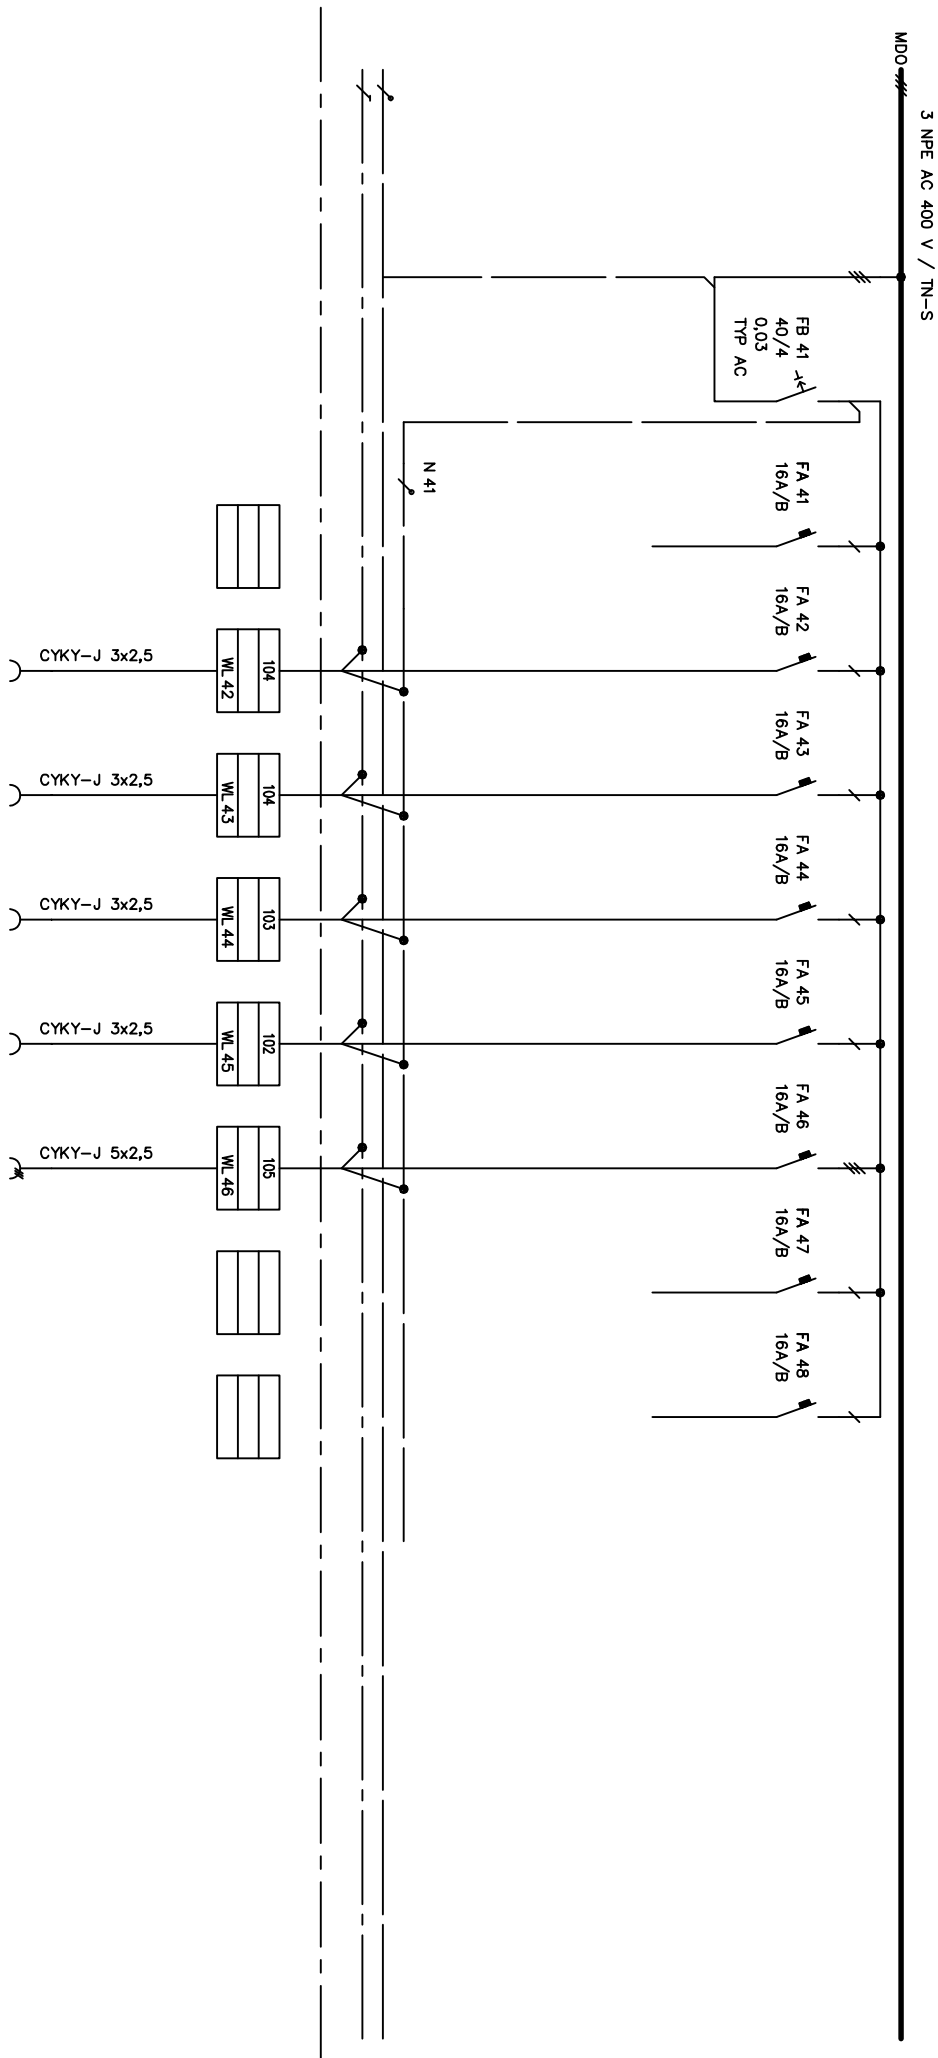 3 NPE AC 400 V / TN-S
MDO
FB 41
40/4
0,03
TYP AC
FA 41
16A/B
FA 42
16A/B
FA 43
16A/B
FA 44
16A/B
FA 45
16A/B
FA 46
16A/B
FA 47
16A/B
FA 48
16A/B
N 41
104
WL 42
104
WL 43
103
WL 44
102
WL 45
105
WL 46
CYKY-J 3x2,5
CYKY-J 3x2,5
CYKY-J 3x2,5
CYKY-J 3x2,5
CYKY-J 5x2,5